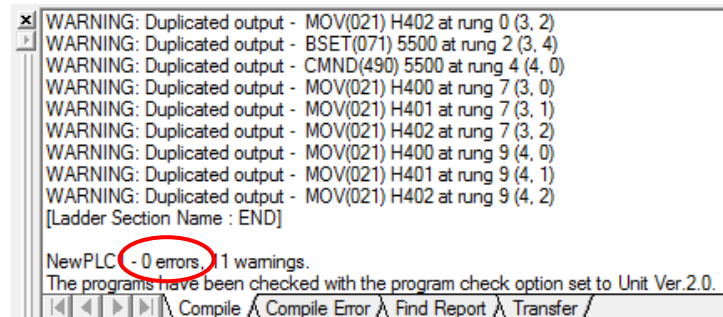 WARNING: Duplicated output - MOV(021) H402 at rung 0 (3, 2)
WARNING: Duplicated output - BSET(071) 5500 at rung 2 (3, 4)
WARNING: Duplicated output - CMND(490) 5500 at rung 4 (4, 0)
WARNING: Duplicated output - MOV(021) H400 at rung 7 (3, 0)
WARNING: Duplicated output - MOV(021) H401 at rung 7 (3, 1)
WARNING: Duplicated output - MOV(021) H402 at rung 7 (3, 2)
WARNING: Duplicated output - MOV(021) H400 at rung 9 (4, 0)
WARNING: Duplicated output - MOV(021) H401 at rung 9 (4, 1)
WARNING: Duplicated output - MOV(021) H402 at rung 9 (4, 2)
[Ladder Section Name : END]
NewPLC1 - 0 errors, 11 warnings.
The programs have been checked with the program check option set to Unit Ver.2.0.
Compile Compile Error Find Report Transfer